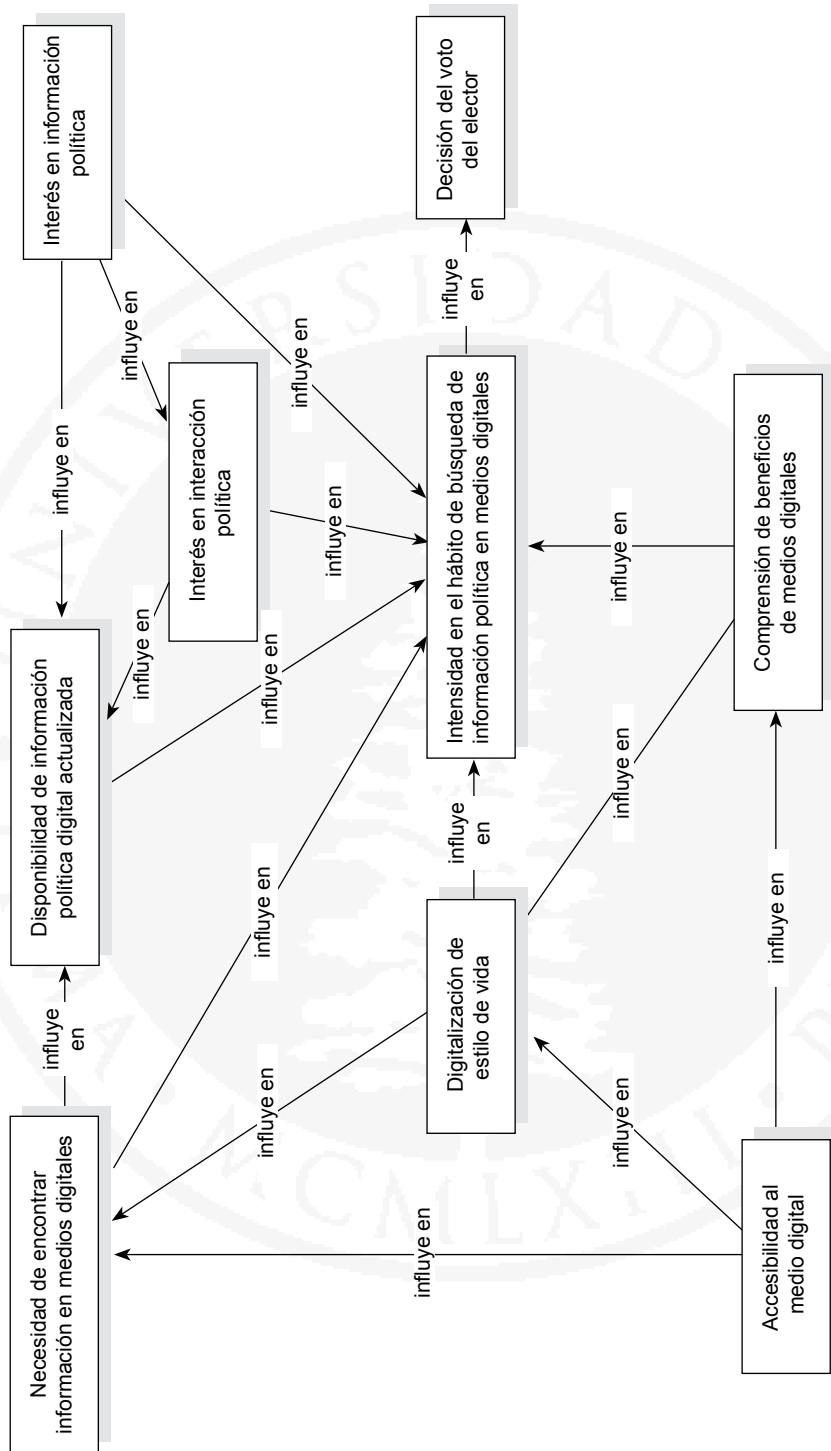 Necesidad de encontrar
información en medios digitales
influye
en
Disponibilidad de información
política digital actualizada
influye en
Interés en información
política
influye en
influye en
Interés en interacción
política
influye en
influye en
influye en
influye en
influye en
influye en
influye en
Digitalización de
estilo de vida
influye
en
Intensidad en el hábito de búsqueda de
información política en medios digitales
influye
en
Decisión del voto
del elector
influye en
influye en
influye en
Accesibilidad al
medio digital
influye en
Comprensión de beneficios
de medios digitales
UNIVERSIDAD
MCMLXII